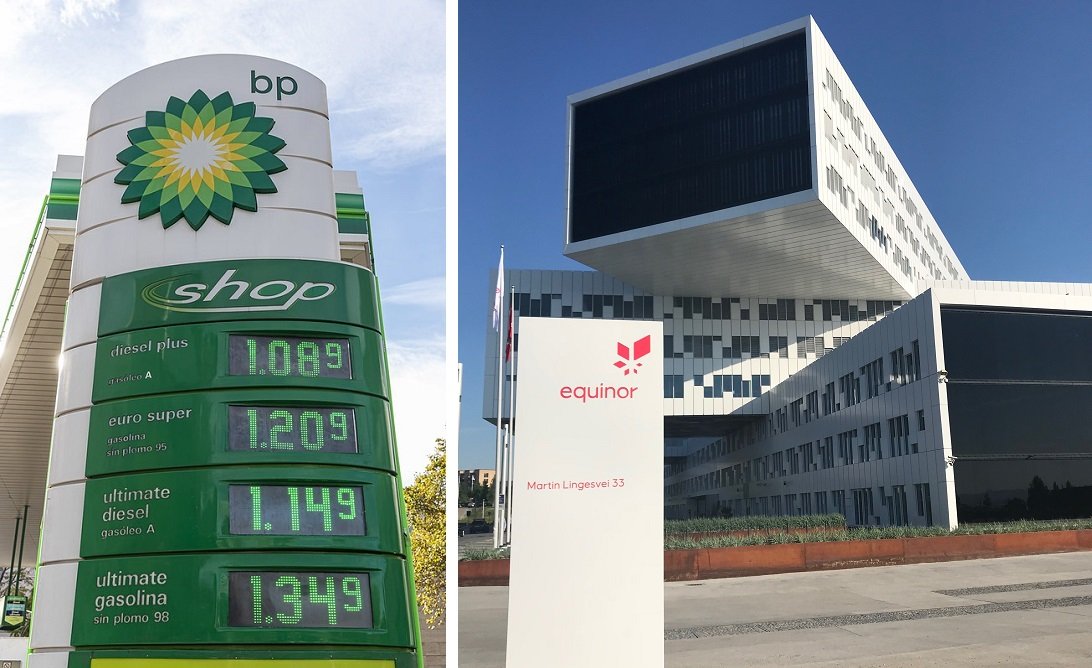 bp
shop
diesel plus
gasóleo A
1.089
euro super
gasolina
sin plomo 95
1.209
ultimate
diesel
gasóleo A
1.149
ultimate
gasolina
sin plomo 98
1.349
equinor
Martin Lingesvei 33